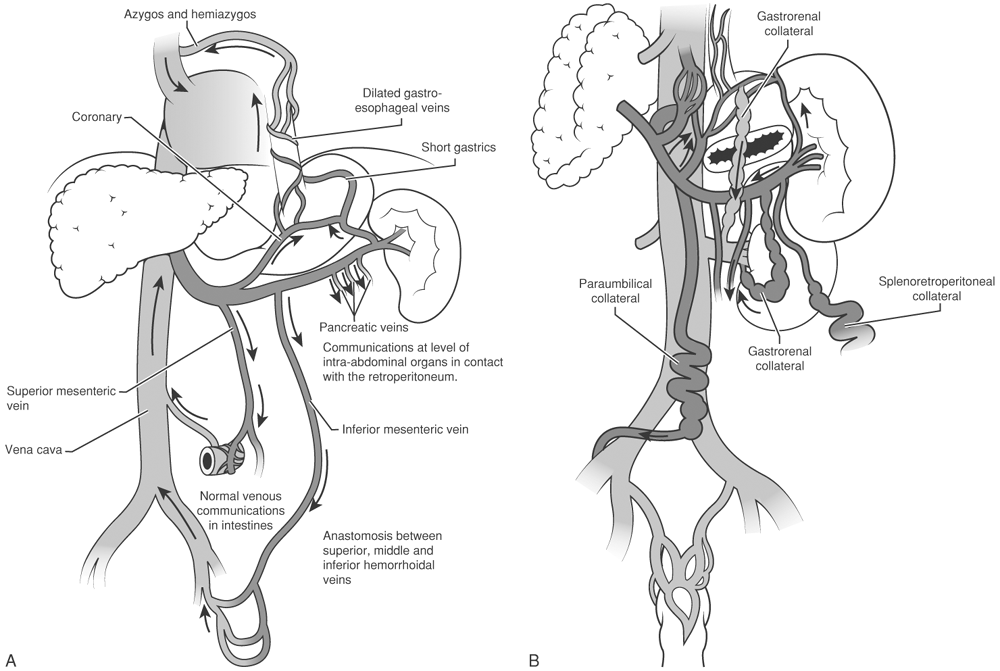 Azygos and hemiazygos
Coronary
Dilated gastro-
esophageal veins
Short gastrics
Pancreatic veins
Communications at level of
intra-abdominal organs in contact
with the retroperitoneum.
Superior mesenteric
vein
Vena cava
Inferior mesenteric vein
Normal venous
communications
in intestines
Anastomosis between
superior, middle and
inferior hemorrhoidal
veins
A
Gastrorenal
collateral
Paraumbilical
collateral
Splenoretroperitoneal
collateral
Gastrorenal
collateral
B